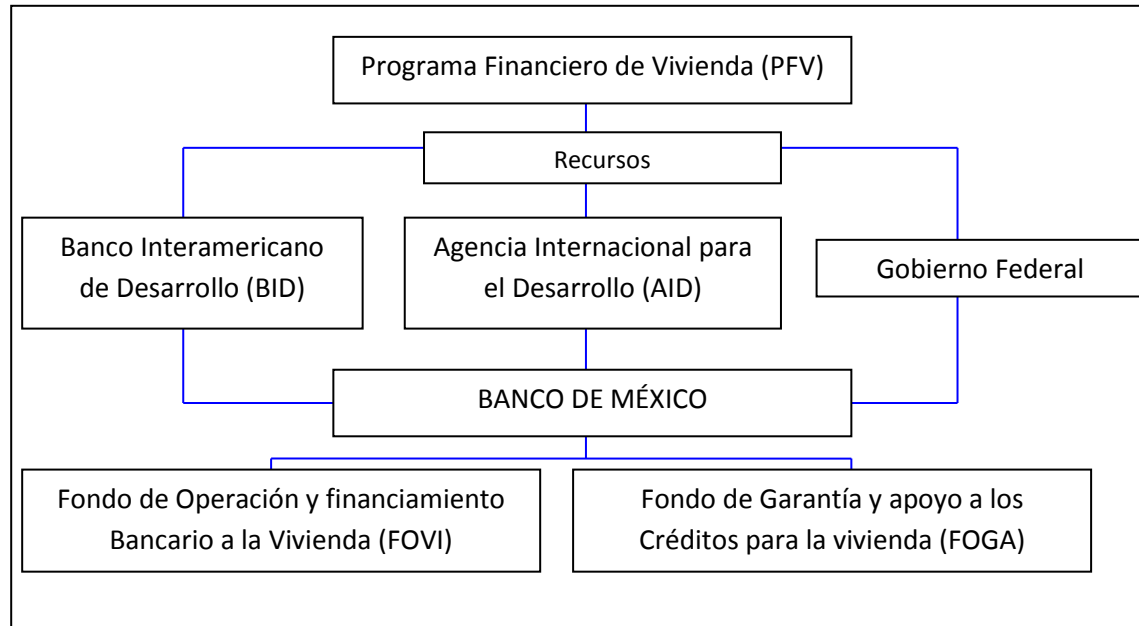 Programa Financiero de Vivienda (PFV)
Recursos
Banco Interamericano
de Desarrollo (BID)
Agencia Internacional para
el Desarrollo (AID)
Gobierno Federal
BANCO DE MÉXICO
Fondo de Operación y financiamiento
Bancario a la Vivienda (FOVI)
Fondo de Garantía y apoyo a los
Créditos para la vivienda (FOGA)